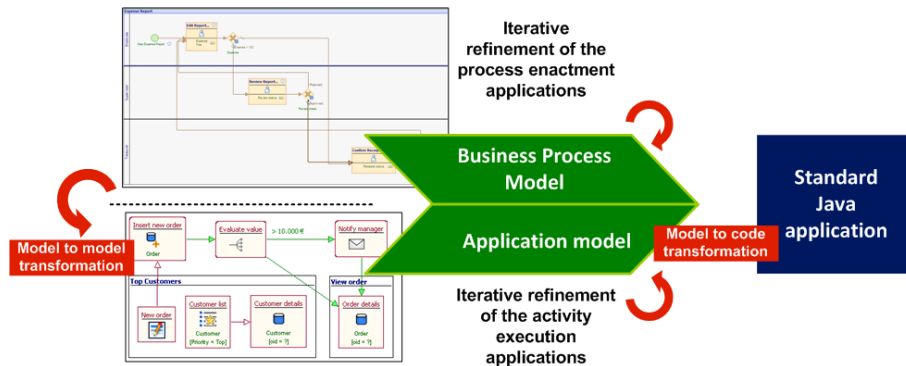 Expense Report
Iterative
refinement of the
process enactment
applications
Business Process
Model
Standard
Java
application
Model to model
transformation
Insert new order
Order
Evaluate value
> 10.000 €
Notify manager
Application model
Model to code
transformation
Top Customers
View order
New order
Customer list
Customer
[Priority = Top]
Customer details
Customer
[oid = ?]
Order details
Order
[oid = ?]
Iterative refinement
of the activity
execution
applications